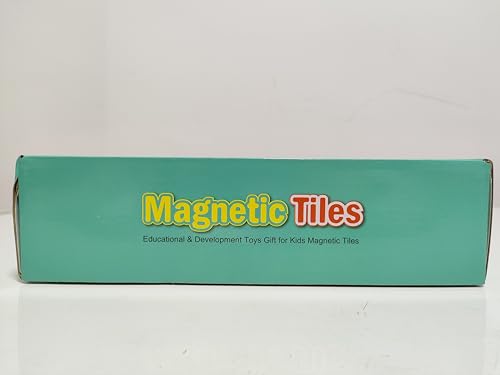 Magnetic Tiles
Educational & Development Toys Gift for Kids Magnetic Tiles